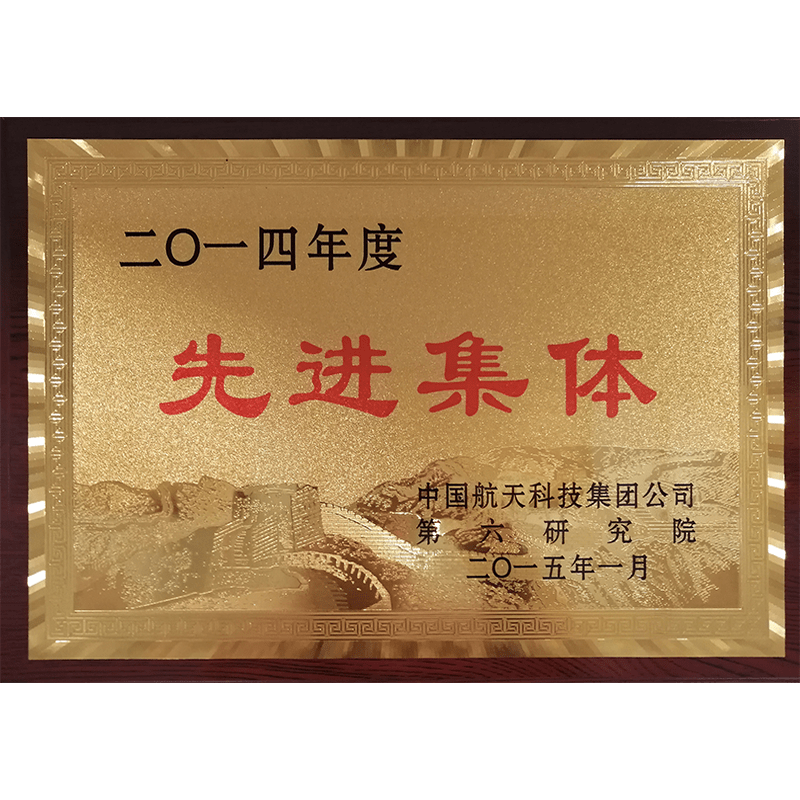 二〇一四年度
先进集体
中国航天科技集团公司
第六研究院
二〇一五年一月